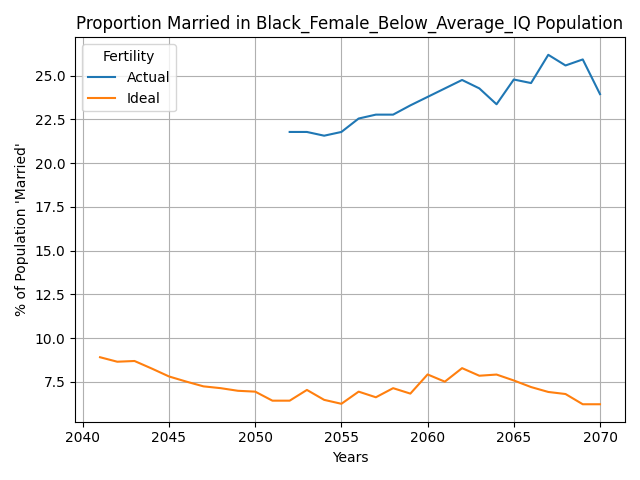 Proportion Married in Black_Female_Below_Average_IQ Population
Fertility
Actual
Ideal
% of Population 'Married'
25.0
22.5
20.0
17.5
15.0
12.5
10.0
7.5
2040 2045 2050 2055 2060 2065 2070
Years